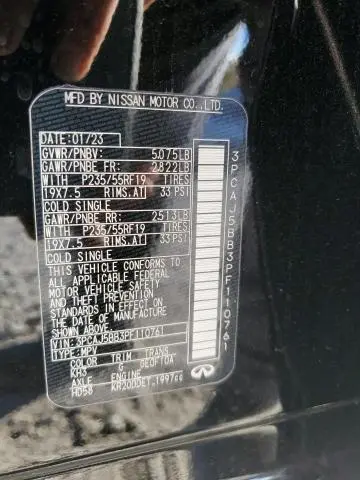 MFD BY NISSAN MOTOR CO.,LTD.
DATE: 01/23
GVWR/PNBV: 5075LB
GAWR/PNBE FR: 2822LB
WITH P235/55RF19 TIRES
19X7.5 RIMS,AT 33 PSI
COLD SINGLE
GAWR/PNBE RR: 2513LB
WITH P235/55RF19 TIRES
19X7.5 RIMS,AT 33 PSI
COLD SINGLE
THIS VEHICLE CONFORMS TO
ALL APPLICABLE FEDERAL
MOTOR VEHICLE SAFETY
AND THEFT PREVENTION
STANDARDS IN EFFECT ON
THE DATE OF MANUFACTURE
SHOWN ABOVE.
VIN: 3PCAJ5BB3PF110761
TYPE: MPV
COLOR TRIM TRANS
KH3 G 0EOFTDA
AXLE ENGINE
HD58 KR20DDET,1997cc
3PCAJ5BB3PF110761